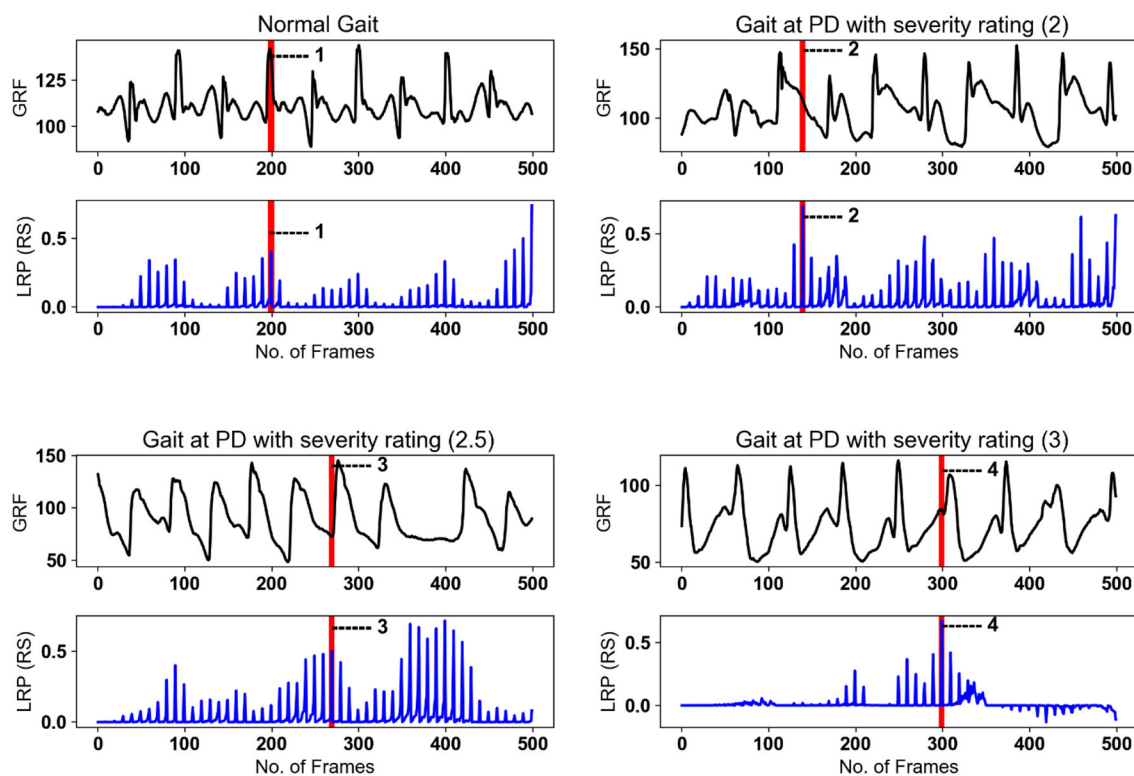 Normal Gait
GRF
125
100
1
0 100 200 300 400 500
LRP (RS)
0.5
0.0
1
0 100 200 300 400 500
No. of Frames
Gait at PD with severity rating (2)
GRF
150
100
2
0 100 200 300 400 500
LRP (RS)
0.5
0.0
2
0 100 200 300 400 500
No. of Frames
Gait at PD with severity rating (2.5)
GRF
150
100
50
3
0 100 200 300 400 500
LRP (RS)
0.5
0.0
3
0 100 200 300 400 500
No. of Frames
Gait at PD with severity rating (3)
GRF
100
50
4
0 100 200 300 400 500
LRP (RS)
0.5
0.0
4
0 100 200 300 400 500
No. of Frames